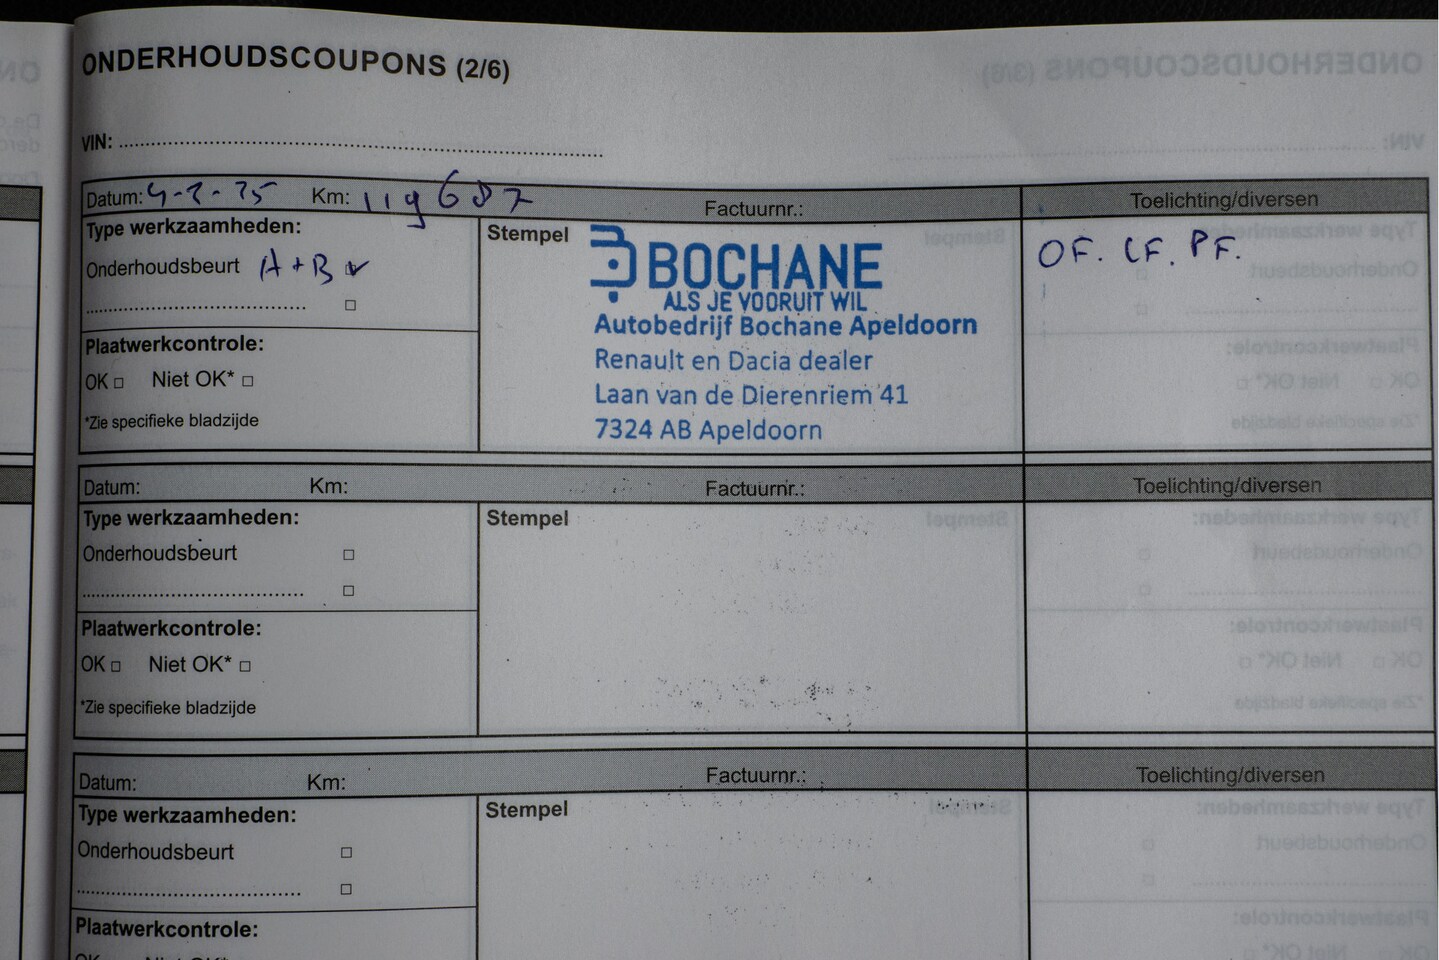 ONDERHOUDSCOUPONS (2/6)
VIN:
Datum: 4-2-25 Km: 119687 Factuurnr.: Toelichting/diversen
Type werkzaamheden:
Onderhoudsbeurt A+B
Stempel
BOCHANE
ALS JE VOORUIT WIL
Autobedrijf Bochane Apeldoorn
Renault en Dacia dealer
Laan van de Dierenriem 41
7324 AB Apeldoorn
OF. LF. PF.
Plaatwerkcontrole:
OK □ Niet OK* □
*Zie specifieke bladzijde
Datum: Km: Factuurnr.: Toelichting/diversen
Type werkzaamheden:
Stempel
Onderhoudsbeurt □
Plaatwerkcontrole:
OK □ Niet OK* □
*Zie specifieke bladzijde
Datum: Km: Factuurnr.: Toelichting/diversen
Type werkzaamheden:
Stempel
Onderhoudsbeurt □
Plaatwerkcontrole: